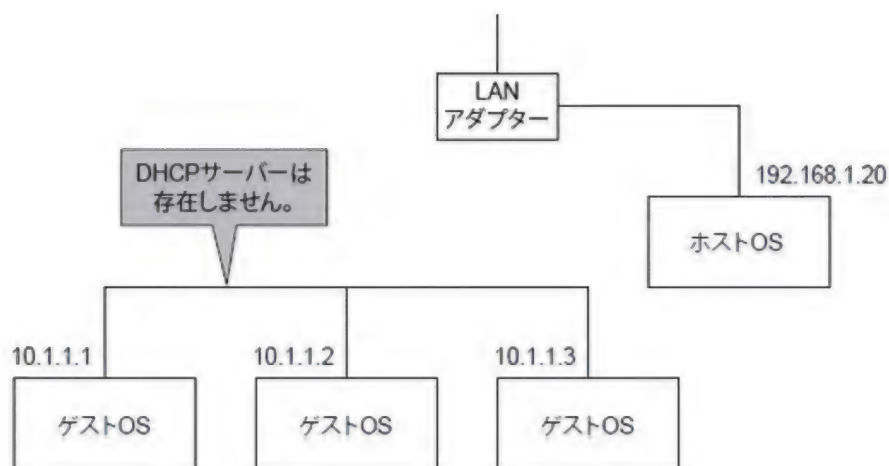 LAN
アダプター
DHCPサーバーは
存在しません。
192.168.1.20
ホストOS
10.1.1.1
10.1.1.2
10.1.1.3
ゲストOS
ゲストOS
ゲストOS